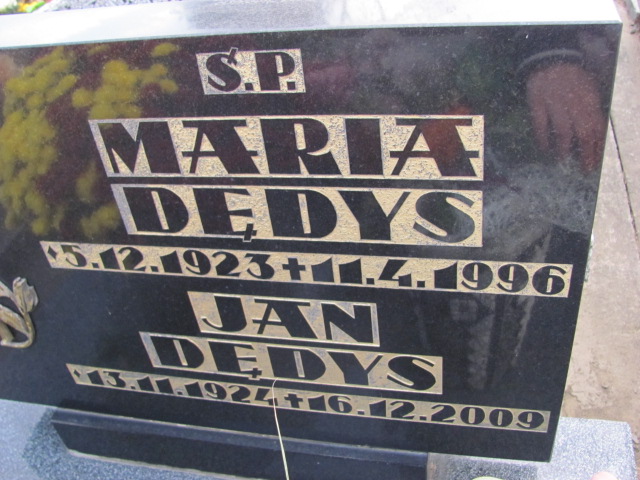 Ś.P.
MARIA
DĘDYS
*5.12.1923 +11.4.1996
JAN
DĘDYS
*13.11.1924 +16.12.2009